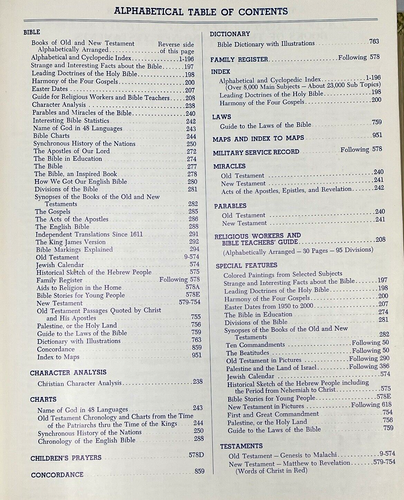 ALPHABETICAL TABLE OF CONTENTS
BIBLE
Books of Old and New Testament Reverse side
Alphabetically Arranged of this page
Alphabetical and Cyclopedic Index 1-196
Strange and Interesting Facts about the Bible 197
Leading Doctrines of the Holy Bible 198
Harmony of the Four Gospels 200
Easter Dates 207
Guide for Religious Workers and Bible Teachers 208
Character Analysis 238
Parables and Miracles of the Bible 240
Interesting Bible Statistics 242
Name of God in 48 Languages 243
Bible Charts 244
Synchronous History of the Nations 250
The Apostles of Our Lord 272
The Bible in Education 274
The Bible 277
The Bible, an Inspired Book 278
How We Got Our English Bible 280
Divisions of the Bible 281
Synopses of the Books of the Old and New
Testaments 282
The Gospels 285
The Acts of the Apostles 286
The English Bible 288
Independent Translations Since 1611 291
The King James Version 292
Bible Markings Explained 294
Old Testament 9-574
Jewish Calendar 574
Historical Sketch of the Hebrew People 575
Family Register Following 578
Aids to Religion in the Home 578A
Bible Stories for Young People 578E
New Testament 579-754
Old Testament Passages Quoted by Christ
and His Apostles 755
Palestine, or the Holy Land 756
Guide to the Laws of the Bible 759
Dictionary with Illustrations 763
Concordance 859
Index to Maps 951
CHARACTER ANALYSIS
Christian Character Analysis 238
CHARTS
Name of God in 48 Languages 243
Old Testament Chronology and Charts from the Time
of the Patriarchs thru the Time of the Kings 244
Synchronous History of the Nations 250
Chronology of the English Bible 288
CHILDREN'S PRAYERS 578D
CONCORDANCE 859
DICTIONARY
Bible Dictionary with Illustrations 763
FAMILY REGISTER Following 578
INDEX
Alphabetical and Cyclopedic Index 1-196
(Over 8,000 Main Subjects – About 23,000 Sub Topics)
Leading Doctrines of the Holy Bible 198
Harmony of the Four Gospels 200
LAWS
Guide to the Laws of the Bible 759
MAPS AND INDEX TO MAPS 951
MILITARY SERVICE RECORD Following 578
MIRACLES
Old Testament 240
New Testament 241
Acts of the Apostles, Epistles, and Revelation 242
PARABLES
Old Testament 240
New Testament 241
RELIGIOUS WORKERS AND
BIBLE TEACHERS' GUIDE 208
(Alphabetically Arranged – 30 Pages – 95 Divisions)
SPECIAL FEATURES
Colored Paintings from Selected Subjects
Strange and Interesting Facts about the Bible 197
Leading Doctrines of the Holy Bible 198
Harmony of the Four Gospels 200
Easter Dates from 1950 to 2000 207
The Bible in Education 274
Divisions of the Bible 281
Synopses of the Books of the Old and New
Testaments 282
Ten Commandments Following 50
The Beatitudes Following 50
Old Testament in Pictures Following 290
Palestine and the Land of Israel Following 386
Jewish Calendar 574
Historical Sketch of the Hebrew People including
the Period from Nehemiah to Christ 575
Bible Stories for Young People 578E
New Testament in Pictures Following 618
First and Great Commandment 754
Palestine, or the Holy Land 756
Guide to the Laws of the Bible 759
TESTAMENTS
Old Testament – Genesis to Malachi 9-574
New Testament – Matthew to Revelation 579-754
(Words of Christ in Red)